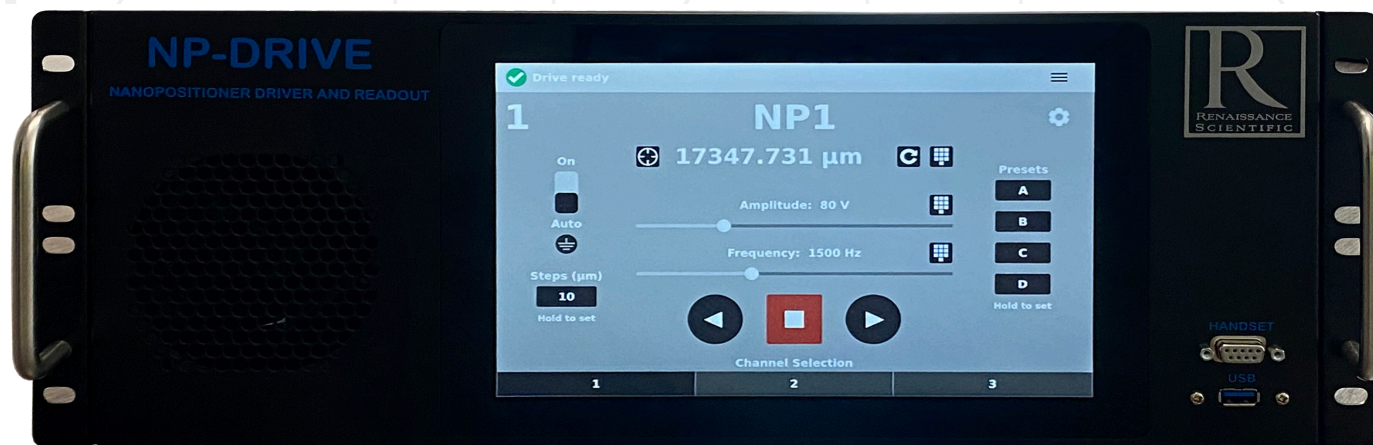 NP-DRIVE
NANOPOSITIONER DRIVER AND READOUT
Drive ready
1
NP1
On
17347.731 µm
Auto
Amplitude: 80 V
Frequency: 1500 Hz
Steps (µm)
10
Hold to set
Presets
A
B
C
D
Hold to set
Channel Selection
1
2
3
R
RENAISSANCE
SCIENTIFIC
HANDSET
USB